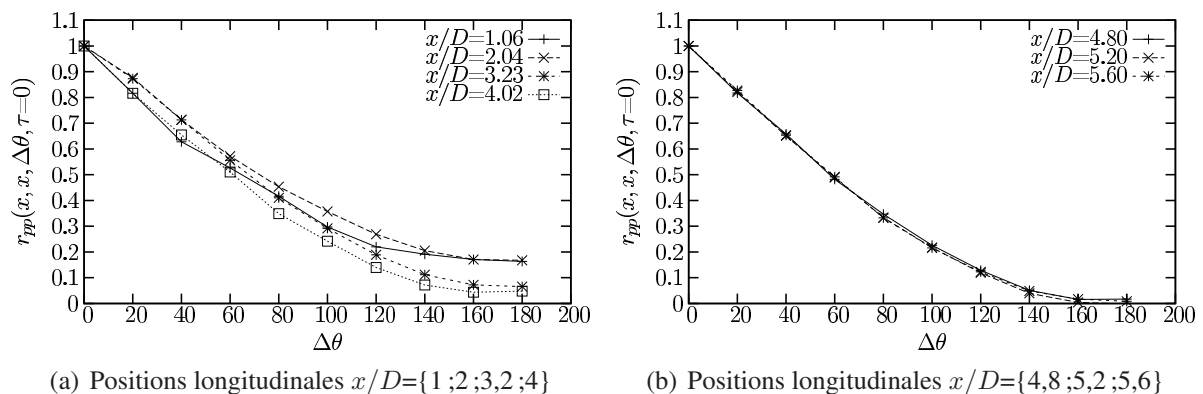 1.1
1
0.9
0.8
0.7
0.6
0.5
0.4
0.3
0.2
0.1
0
r_pp(x, x, Δθ, τ=0)
x/D=1.06
x/D=2.04
x/D=3.23
x/D=4.02
0 20 40 60 80 100 120 140 160 180 200
Δθ
(a) Positions longitudinales x/D={1 ;2 ;3,2 ;4}
1.1
1
0.9
0.8
0.7
0.6
0.5
0.4
0.3
0.2
0.1
0
r_pp(x, x, Δθ, τ=0)
x/D=4.80
x/D=5.20
x/D=5.60
0 20 40 60 80 100 120 140 160 180 200
Δθ
(b) Positions longitudinales x/D={4,8 ;5,2 ;5,6}